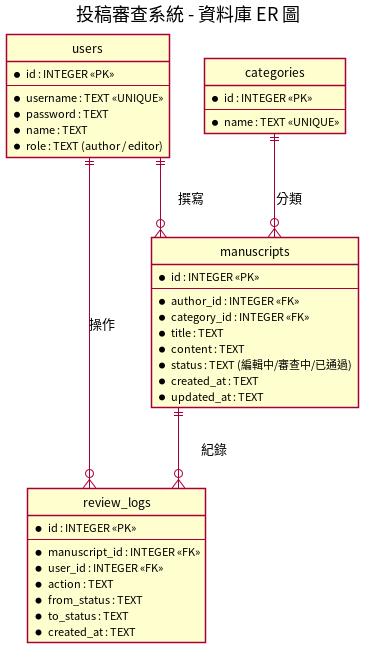 投稿審查系統 - 資料庫 ER 圖
users
id : INTEGER «PK»
username : TEXT «UNIQUE»
password : TEXT
name : TEXT
role : TEXT (author / editor)
categories
id : INTEGER «PK»
name : TEXT «UNIQUE»
撰寫
分類
manuscripts
id : INTEGER «PK»
author_id : INTEGER «FK»
category_id : INTEGER «FK»
title : TEXT
content : TEXT
status : TEXT (編輯中/審查中/已通過)
created_at : TEXT
updated_at : TEXT
操作
紀錄
review_logs
id : INTEGER «PK»
manuscript_id : INTEGER «FK»
user_id : INTEGER «FK»
action : TEXT
from_status : TEXT
to_status : TEXT
created_at : TEXT